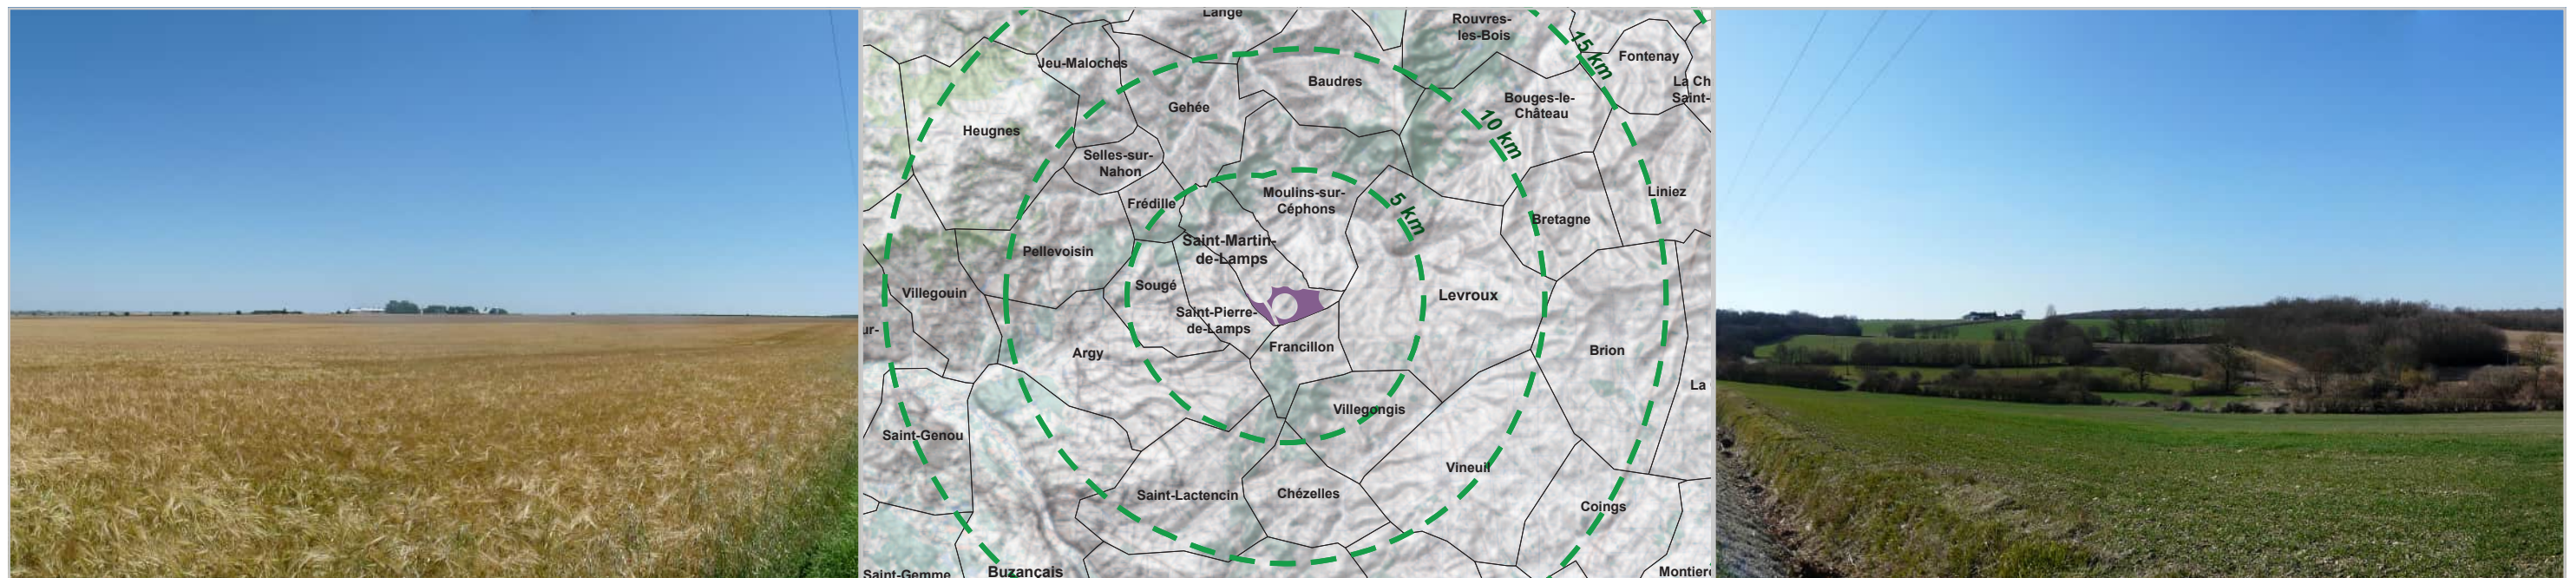 Langé
Rouvres-
les-Bois
15 km
Fontenay
Jeu-Maloches
Baudres
La Ch
Saint-
Gehée
Bouges-le-
Château
10 km
Heugnes
Selles-sur-
Nahon
Moulins-sur-
Céphons
Liniez
Frédille
5 km
Bretagne
Saint-Martin-
de-Lamps
Pellevoisin
Sougé
Villegouin
Levroux
Saint-Pierre-
de-Lamps
ur-
Francillon
Argy
Brion
La
Villegongis
Saint-Genou
Vineuil
Saint-Lactencin
Chézelles
Coings
Saint-Gemme
Buzançais
Montier